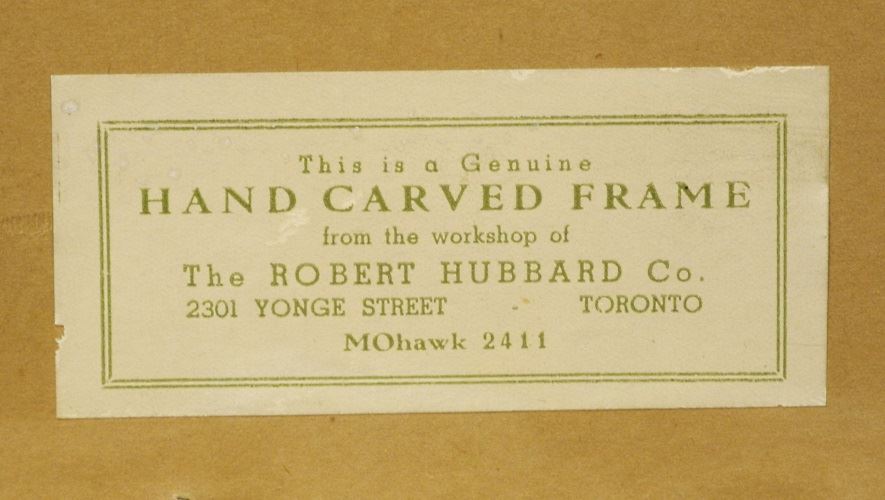 This is a Genuine
HAND CARVED FRAME
from the workshop of
The ROBERT HUBBARD Co.
2301 YONGE STREET - TORONTO
MOhawk 2411